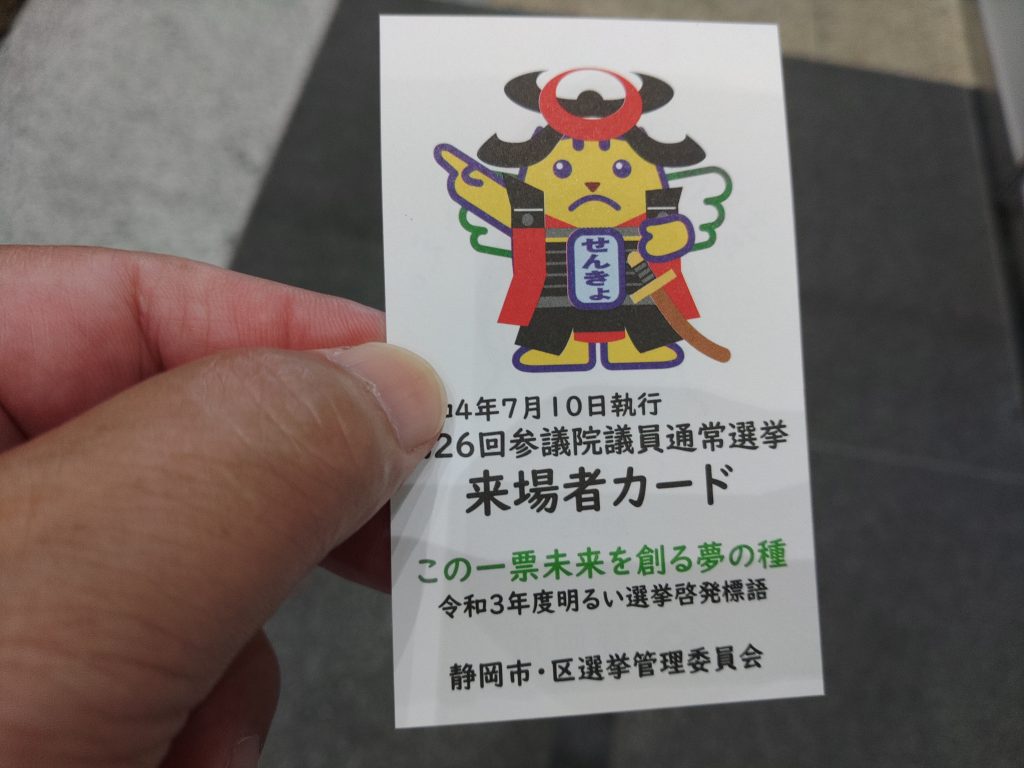 せんきょ
4年7月10日執行
26回参議院議員通常選挙
来場者カード
この一票未来を創る夢の種
令和3年度明るい選挙啓発標語
静岡市・区選挙管理委員会